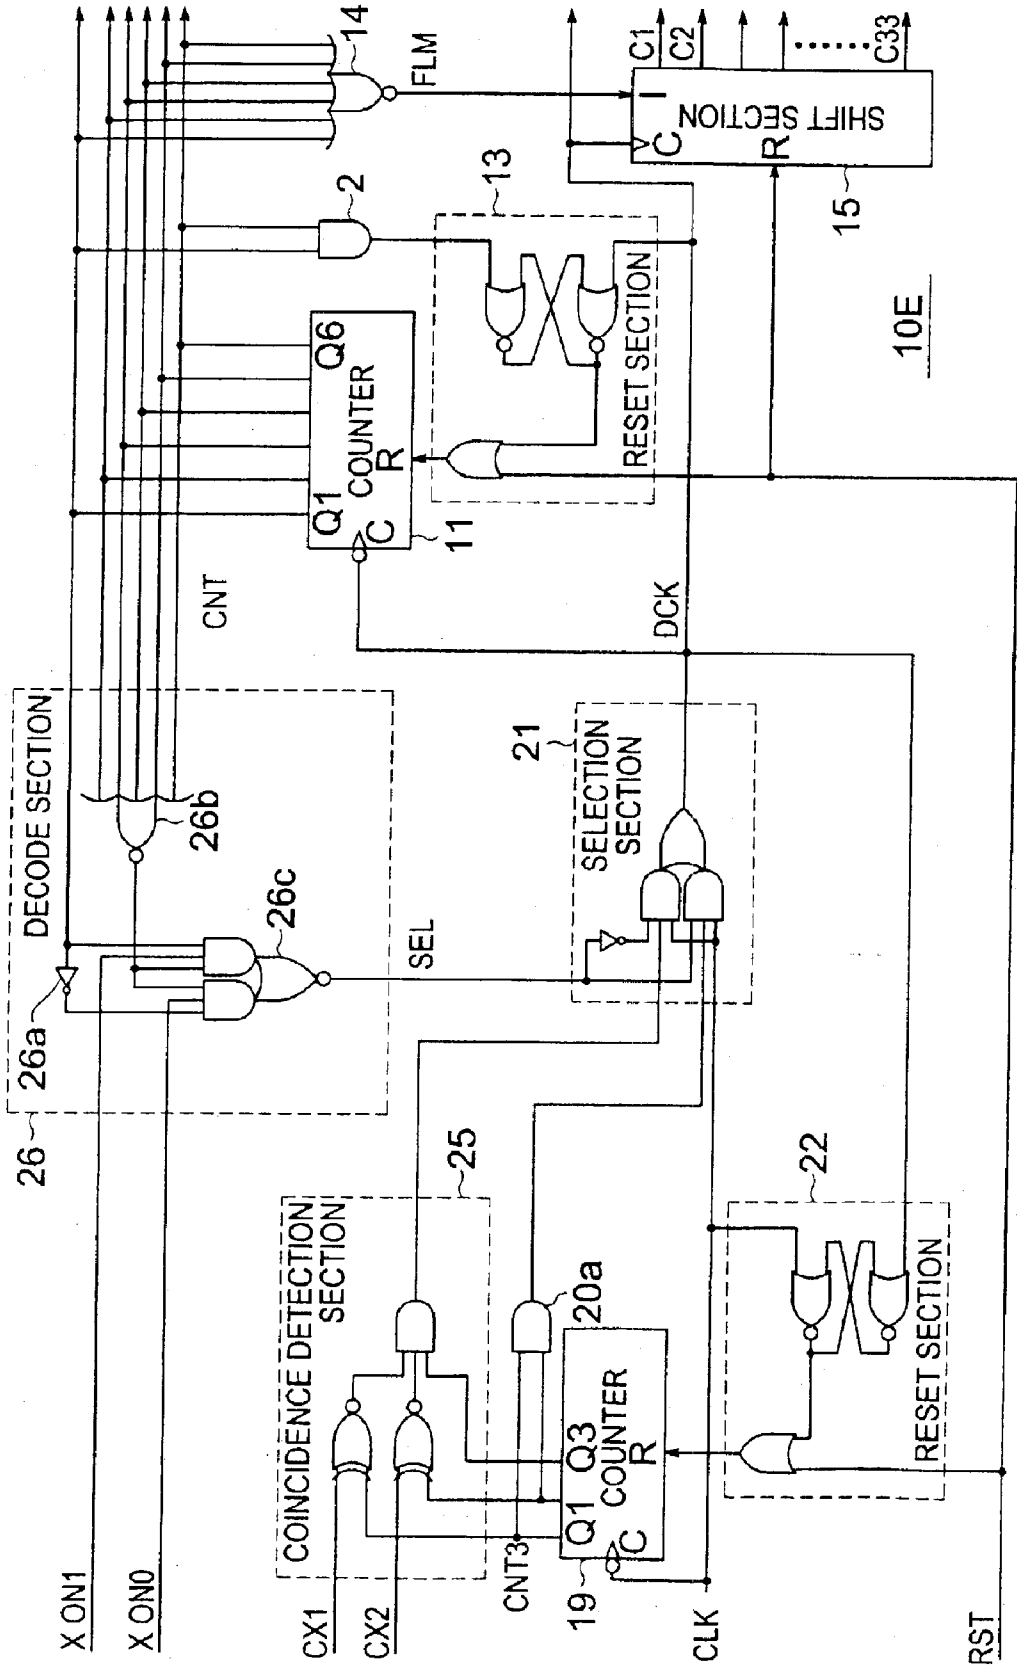 10E
X ON1
X ON0
26
26a
DECODE SECTION
26b
26c
SEL
CNT
Q1
Q6
COUNTER
C
R
11
2
14
FLM
13
RESET SECTION
C1
C2
C33
I
C
R
SHIFT SECTION
15
DCK
21
SELECTION
SECTION
COINCIDENCE DETECTION
SECTION
25
CX1
CX2
CNT3
20a
Q1
Q3
COUNTER
C
R
19
CLK
22
RESET SECTION
RST